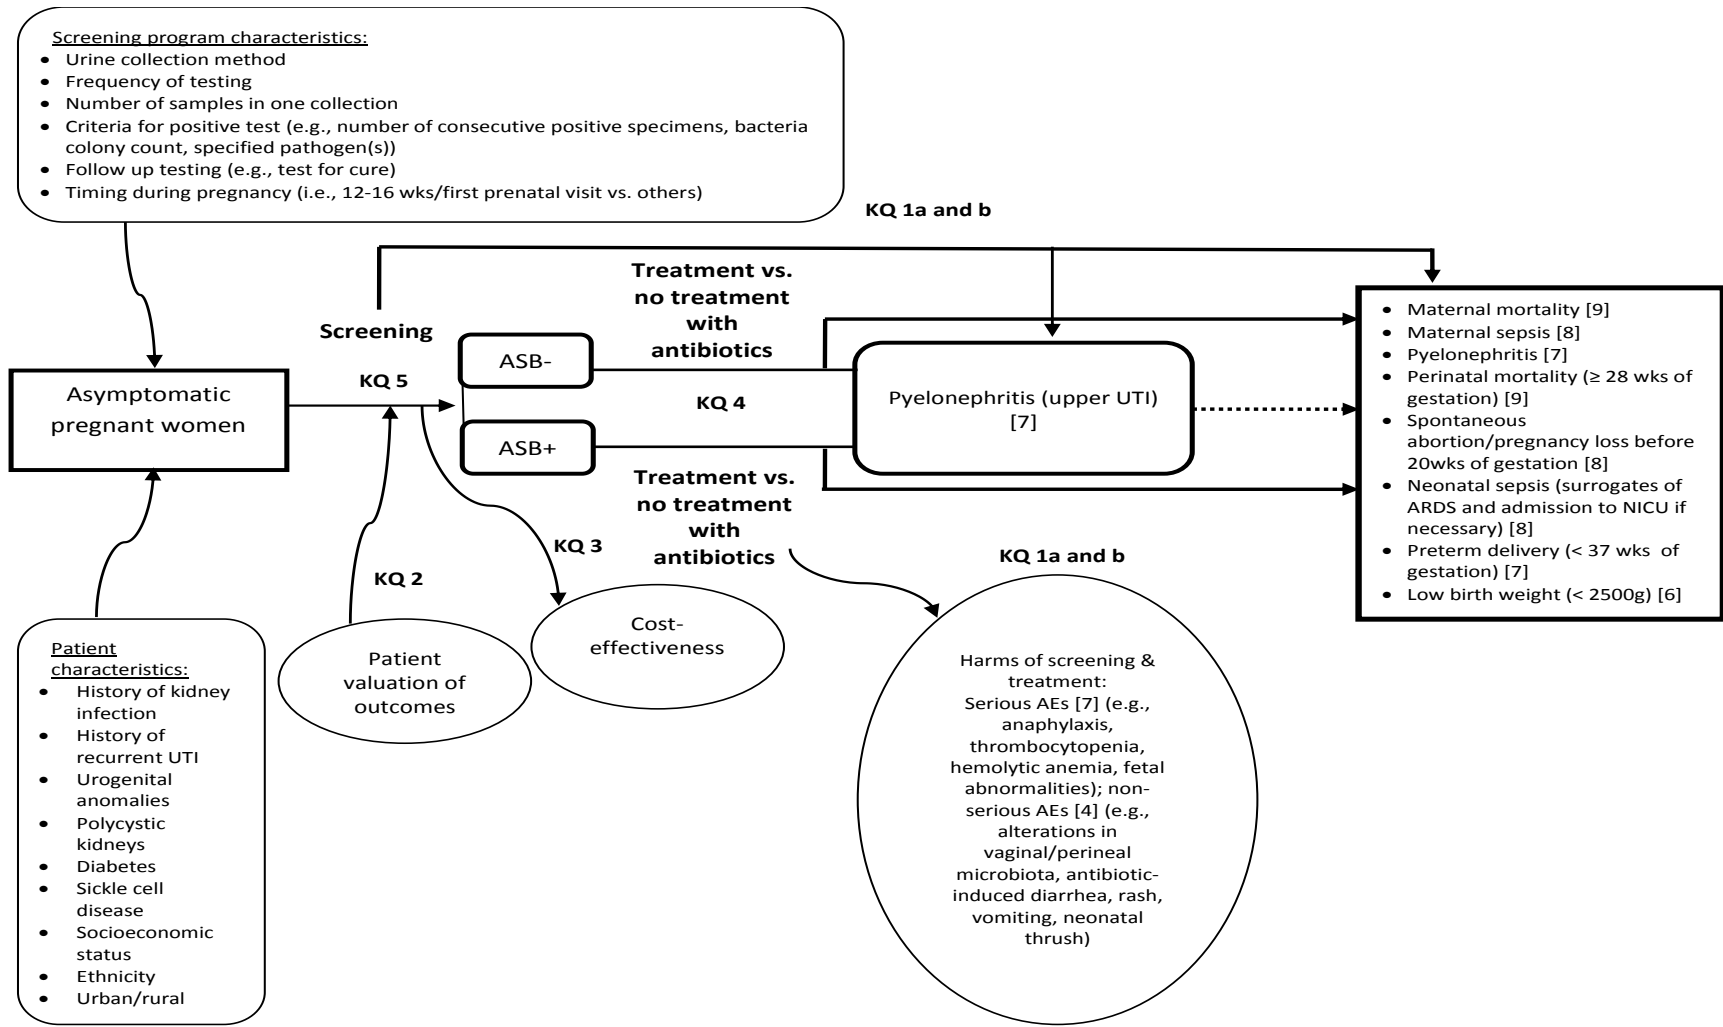 Screening program characteristics:
• Urine collection method
• Frequency of testing
• Number of samples in one collection
• Criteria for positive test (e.g., number of consecutive positive specimens, bacteria
colony count, specified pathogen(s))
• Follow up testing (e.g., test for cure)
• Timing during pregnancy (i.e., 12-16 wks/first prenatal visit vs. others)
KQ 1a and b
Treatment vs.
no treatment
with
antibiotics
Screening
Asymptomatic
pregnant women
KQ 5
ASB-
KQ 4
ASB+
Pyelonephritis (upper UTI)
[7]
• Maternal mortality [9]
• Maternal sepsis [8]
• Pyelonephritis [7]
• Perinatal mortality (≥ 28 wks of
gestation) [9]
• Spontaneous
abortion/pregnancy loss before
20wks of gestation [8]
• Neonatal sepsis (surrogates of
ARDS and admission to NICU if
necessary) [8]
• Preterm delivery (< 37 wks of
gestation) [7]
• Low birth weight (< 2500g) [6]
Treatment vs.
no treatment
with
antibiotics
KQ 2
KQ 3
KQ 1a and b
Patient
characteristics:
• History of kidney
infection
• History of
recurrent UTI
• Urogenital
anomalies
• Polycystic
kidneys
• Diabetes
• Sickle cell
disease
• Socioeconomic
status
• Ethnicity
• Urban/rural
Patient
valuation of
outcomes
Cost-
effectiveness
Harms of screening &
treatment:
Serious AEs [7] (e.g.,
anaphylaxis,
thrombocytopenia,
hemolytic anemia, fetal
abnormalities); non-
serious AEs [4] (e.g.,
alterations in
vaginal/perineal
microbiota, antibiotic-
induced diarrhea, rash,
vomiting, neonatal
thrush)